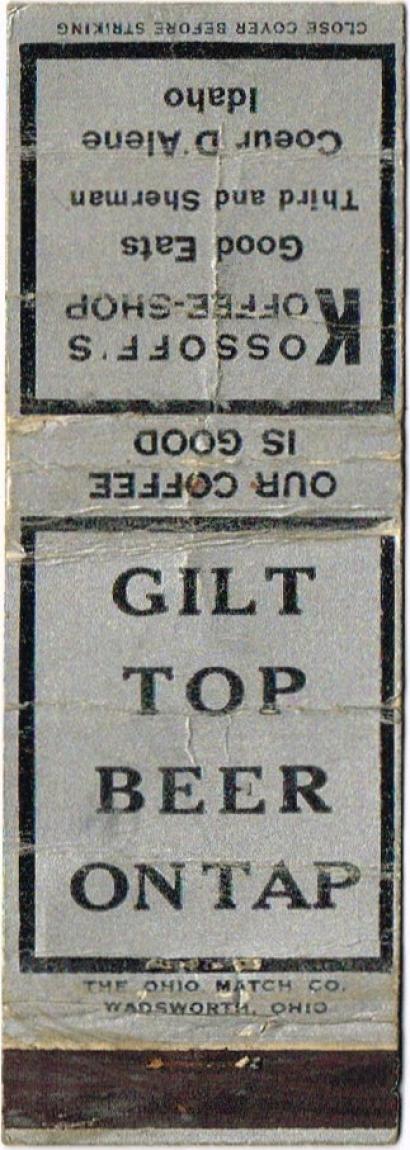 CLOSE COVER BEFORE STRIKING
KOSSOFF'S
KOFFEE-SHOP
Good Eats
Third and Sherman
Coeur D'Alene
Idaho
OUR COFFEE
IS GOOD
GILT
TOP
BEER
ON TAP
THE OHIO MATCH CO.
WADSWORTH, OHIO